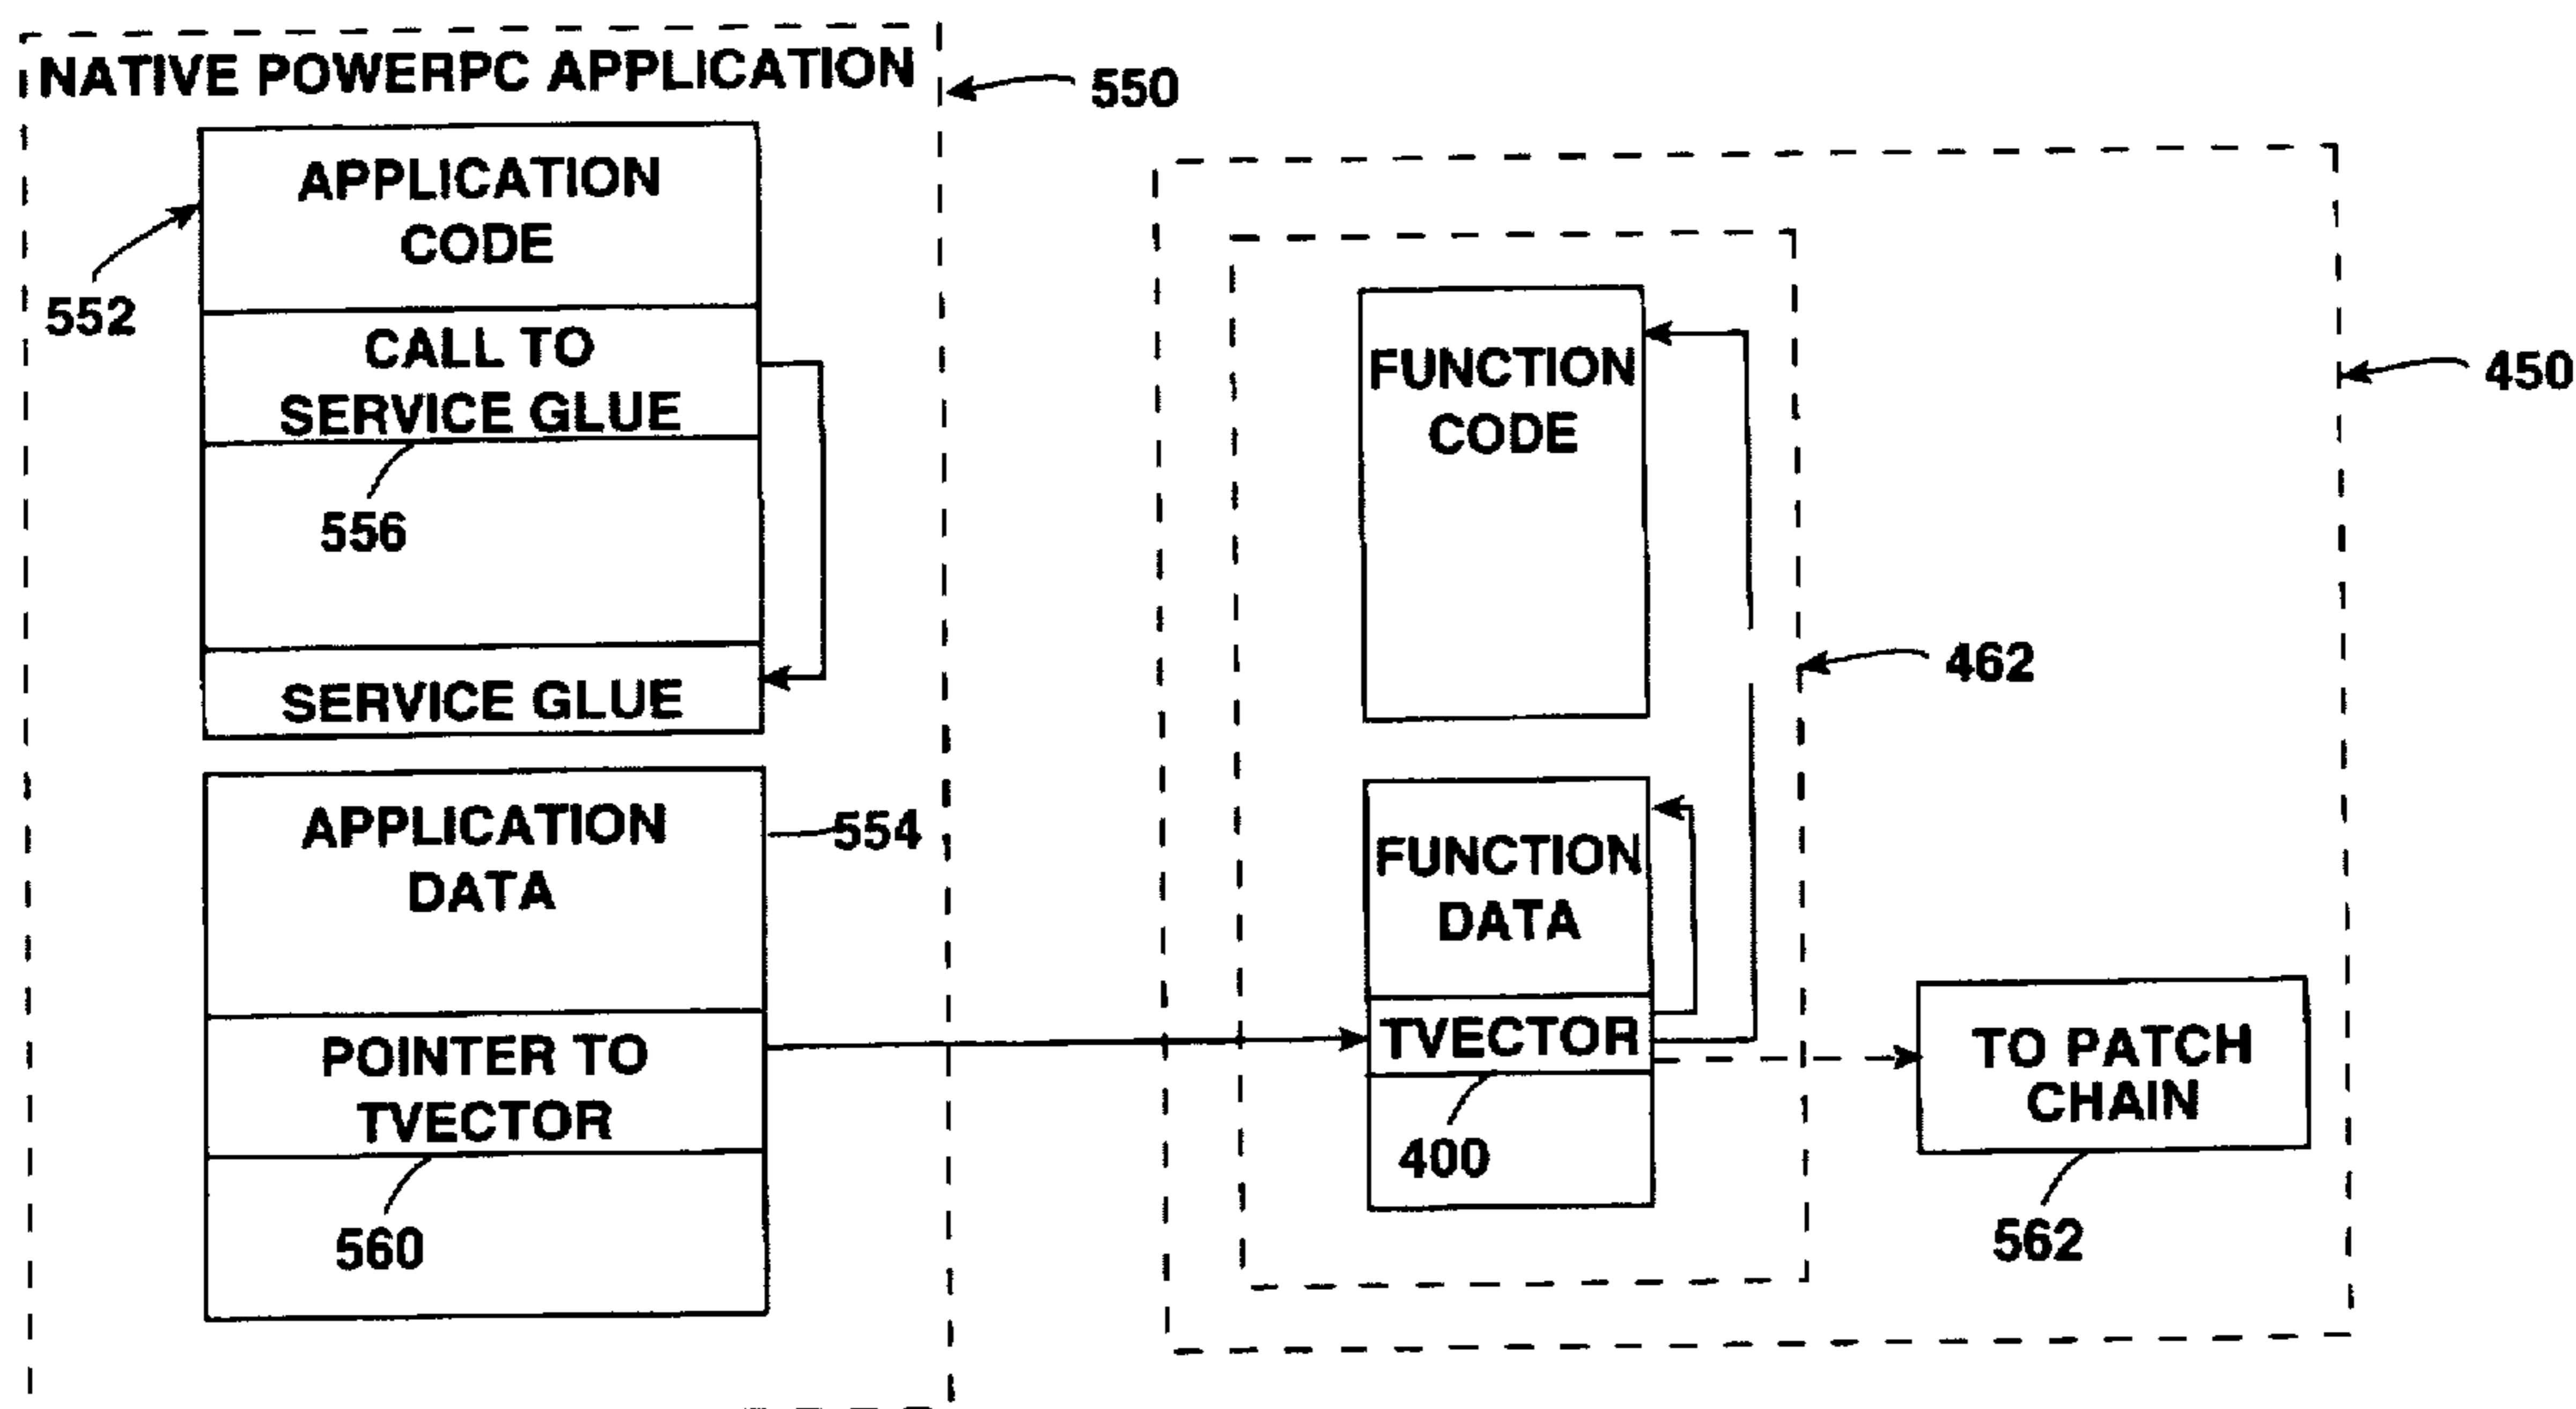 NATIVE POWERPC APPLICATION
550
APPLICATION
CODE
552
CALL TO
SERVICE GLUE
556
SERVICE GLUE
APPLICATION
DATA
554
POINTER TO
TVECTOR
560
450
FUNCTION
CODE
462
FUNCTION
DATA
TVECTOR
400
TO PATCH
CHAIN
562